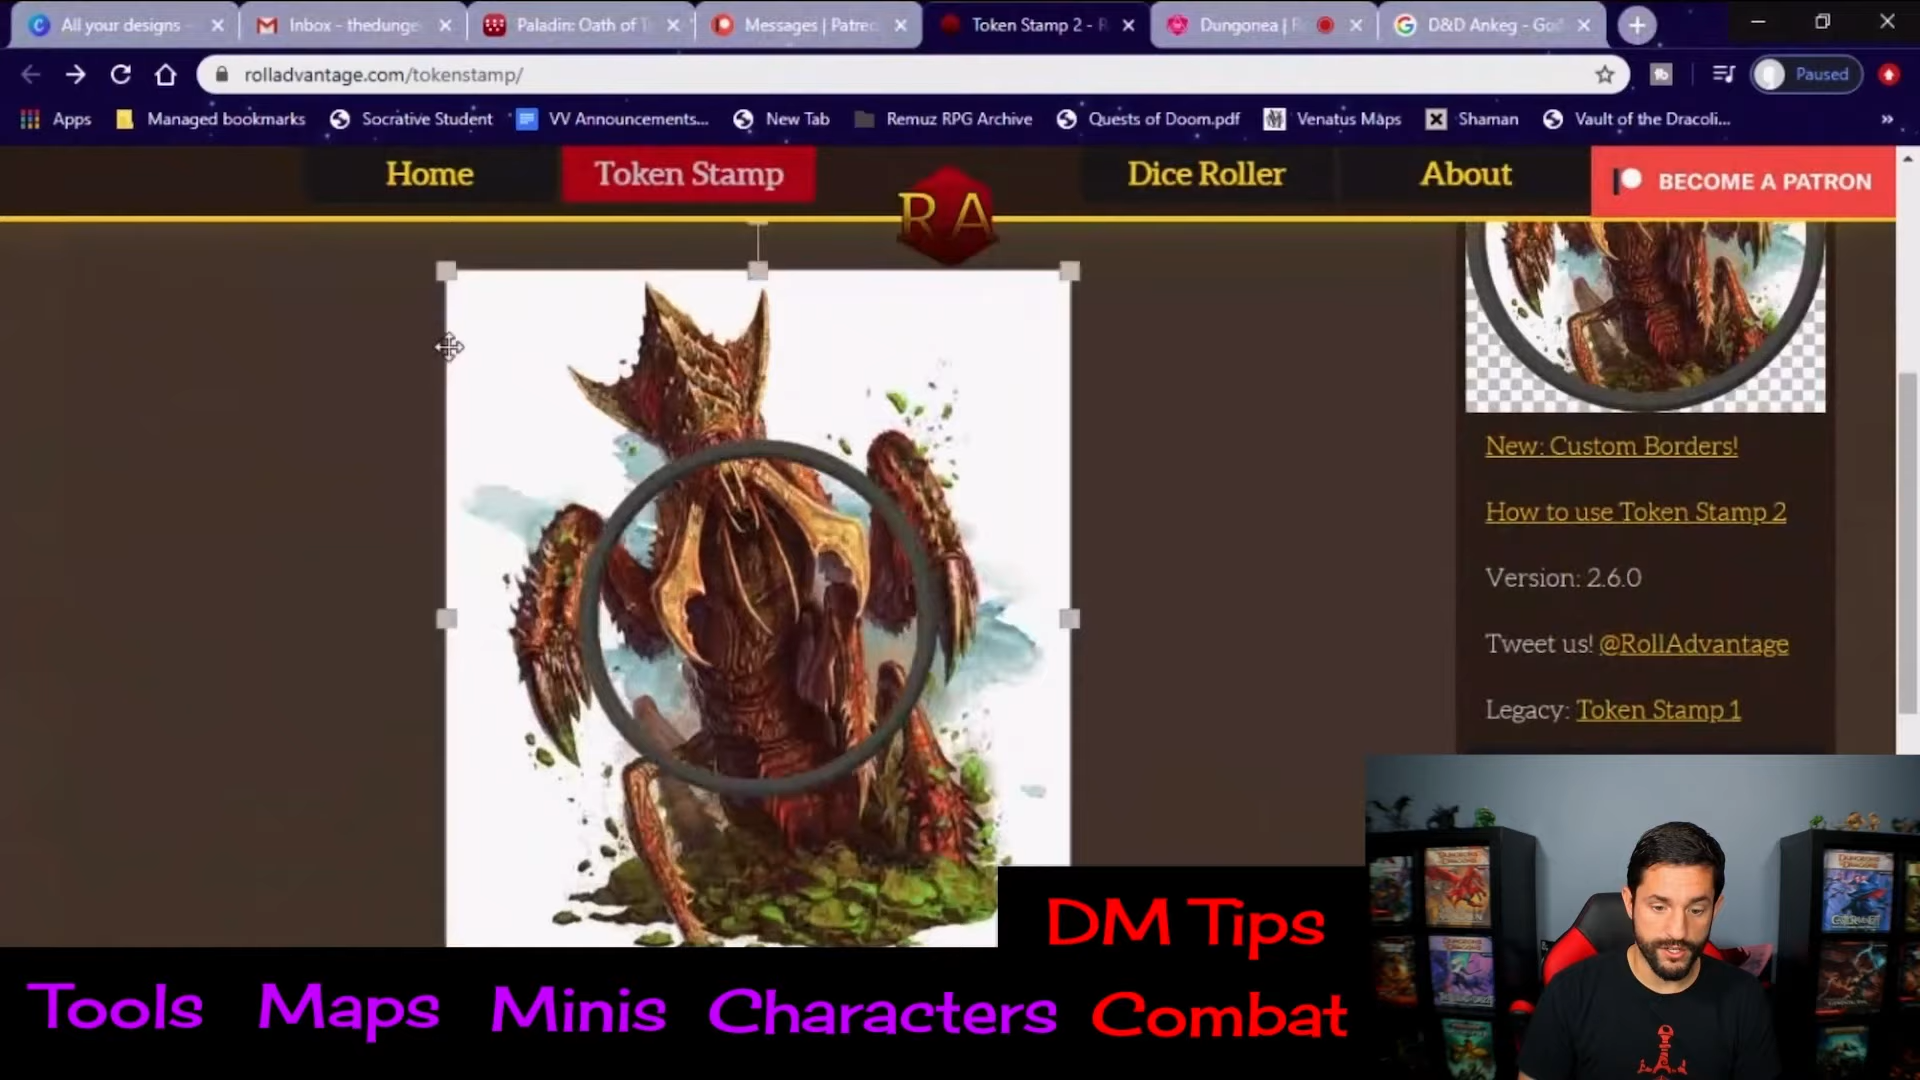 All your designs
Inbox - thedunge
Paladin: Oath of
Messages | Patre
Token Stamp 2 - R
Dungonea |
D&D Ankeg - Goo
rolladvantage.com/tokenstamp/
Paused
Apps
Managed bookmarks
Socrative Student
VV Announcements...
New Tab
Remuz RPG Archive
Quests of Doom.pdf
Venatus Maps
Shaman
Vault of the Dracoli...
»
Home
Token Stamp
RA
Dice Roller
About
BECOME A PATRON
New: Custom Borders!
How to use Token Stamp 2
Version: 2.6.0
Tweet us! @RollAdvantage
Legacy: Token Stamp 1
DM Tips
Tools Maps Minis Characters Combat